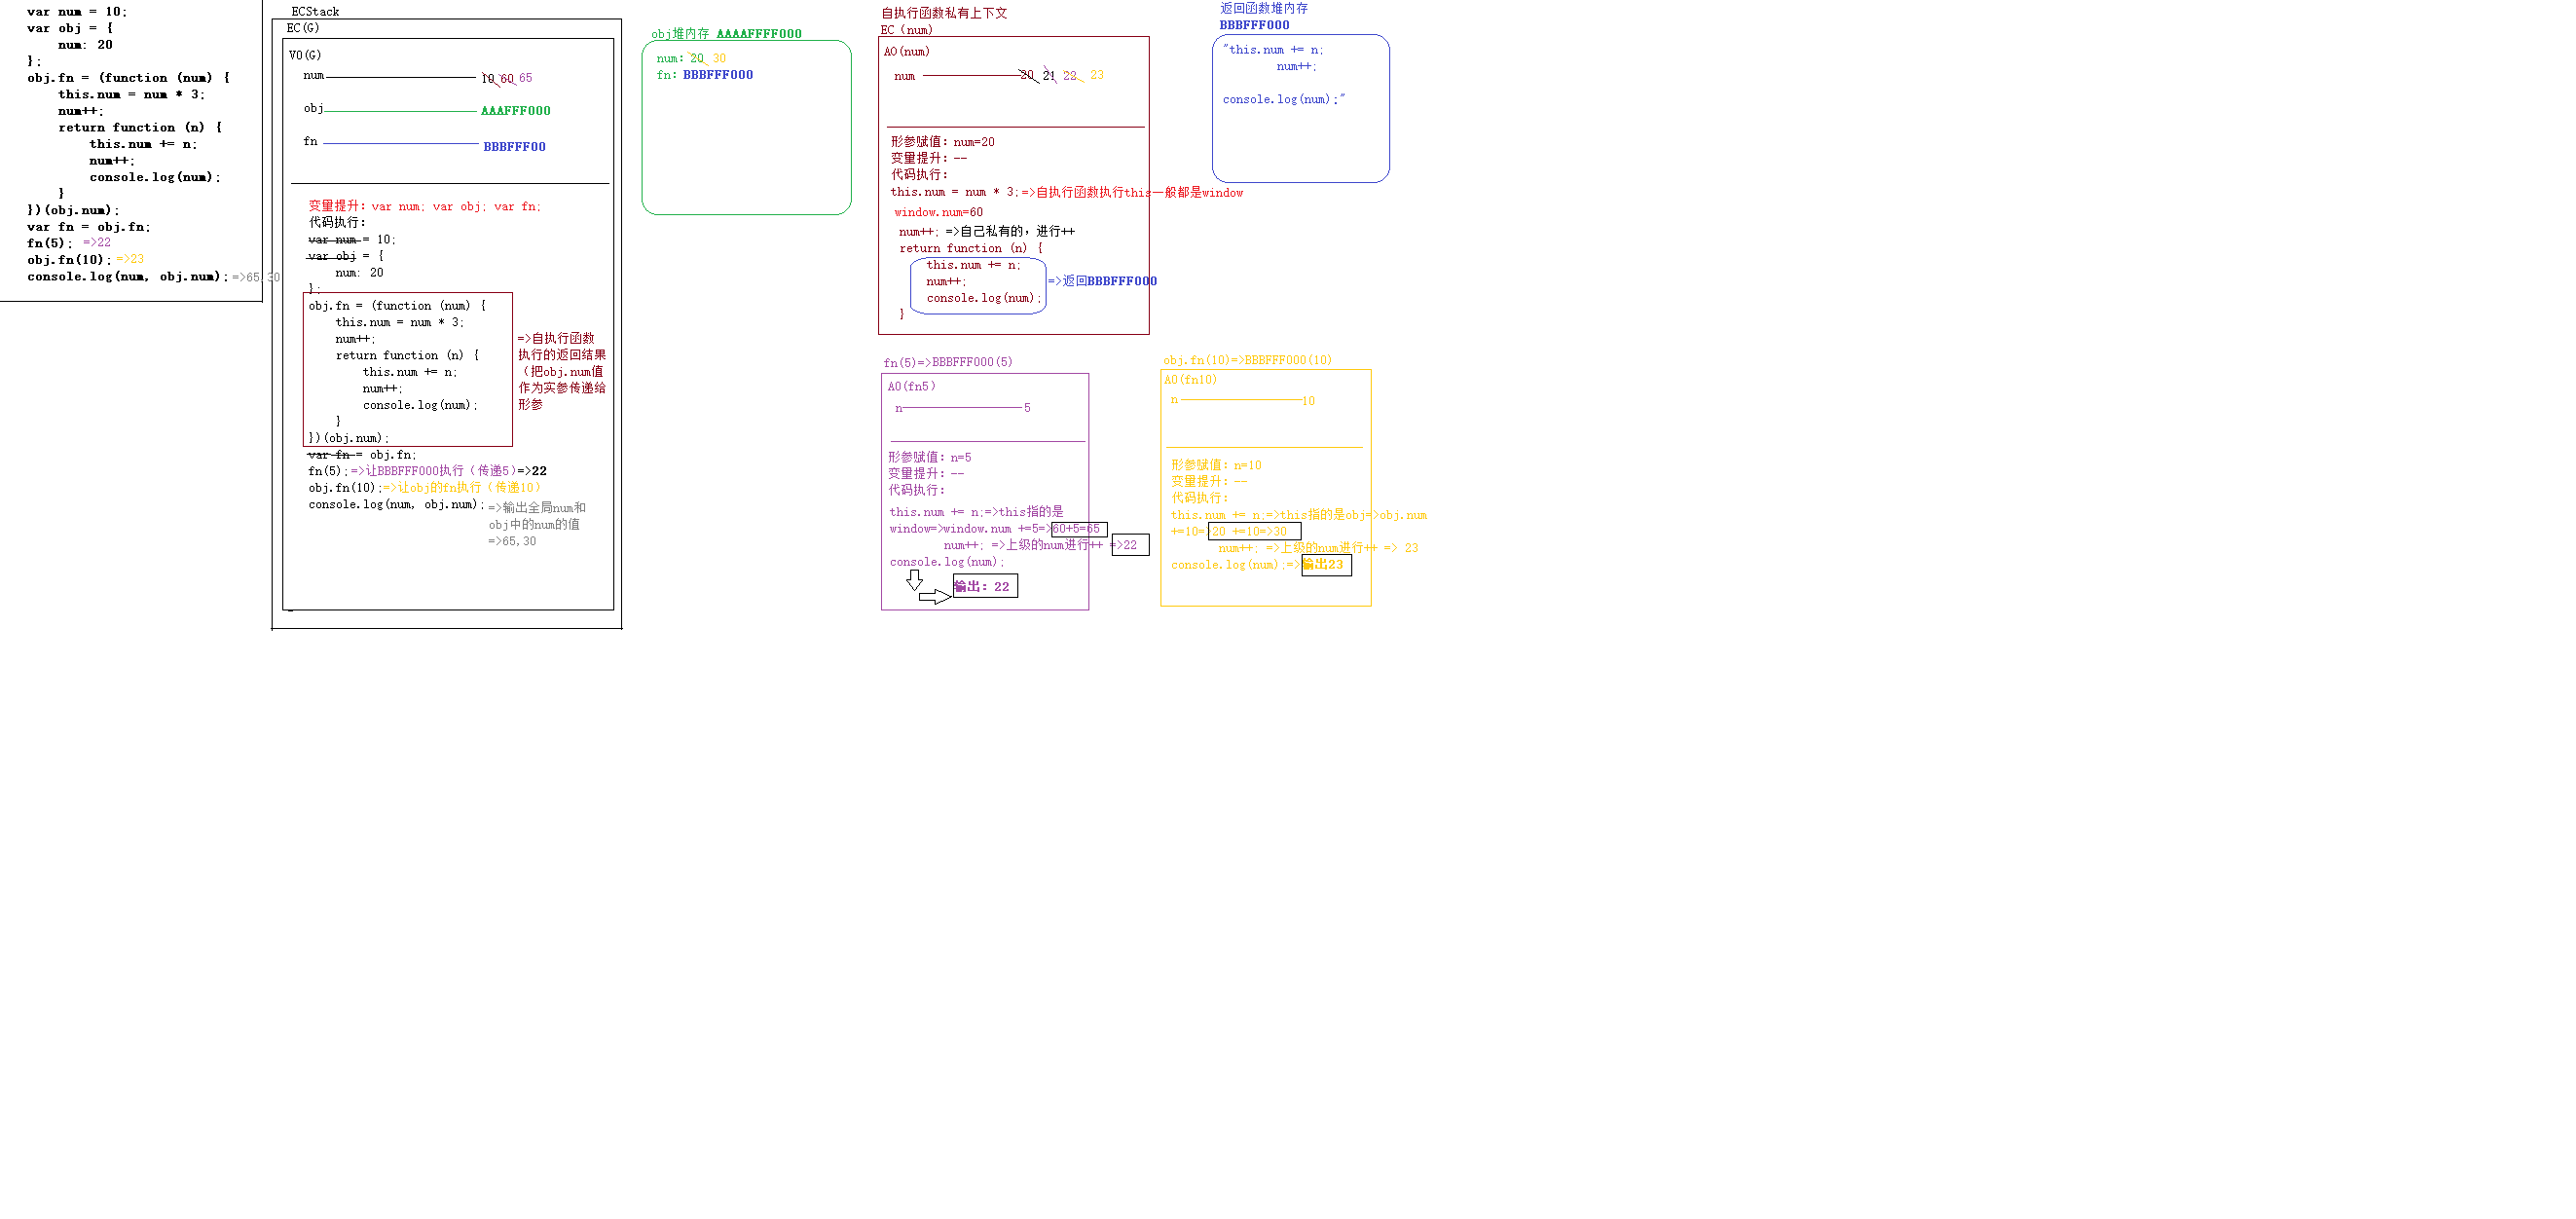 var num = 10;
var obj = {
num: 20
};
obj.fn = (function (num) {
this.num = num * 3;
num++;
return function (n) {
this.num += n;
num++;
console.log(num);
}
})(obj.num);
var fn = obj.fn;
fn(5); =>22
obj.fn(10); =>23
console.log(num, obj.num); =>65,30
ECStack
EC(G)
VO(G)
num 10 60 65
obj AAAFFF000
fn BBBFFF00
变量提升: var num; var obj; var fn;
代码执行:
var num = 10;
var obj = {
num: 20
};
obj.fn = (function (num) {
this.num = num * 3;
num++;
return function (n) {
this.num += n;
num++;
console.log(num);
}
})(obj.num);
=>自执行函数
执行的返回结果
（把obj.num值
作为实参传递给
形参
var fn = obj.fn;
fn(5);=>让BBBFFF000执行（传递5）=>22
obj.fn(10);=>让obj的fn执行（传递10）
console.log(num, obj.num);
=>输出全局num和
obj中的num的值
=>65,30
obj堆内存 AAAAFFFF000
num: 20 30
fn: BBBFFF000
自执行函数私有上下文
EC (num)
AO(num)
num 20 21 22 23
形参赋值: num=20
变量提升: --
代码执行:
this.num = num * 3;=>自执行函数执行this一般都是window
window.num=60
num++; =>自己私有的，进行++
return function (n) {
this.num += n;
num++; =>返回BBBFFF000
console.log(num);
}
返回函数堆内存
BBBFFF000
"this.num += n;
num++;
console.log(num);"
fn(5)=>BBBFFF000(5)
AO(fn5)
n 5
形参赋值: n=5
变量提升: --
代码执行:
this.num += n;=>this指的是
window=>window.num +=5=>60+5=65
num++; =>上级的num进行++ =>22
console.log(num);
输出: 22
obj.fn(10)=>BBBFFF000(10)
AO(fn10)
n 10
形参赋值: n=10
变量提升: --
代码执行:
this.num += n;=>this指的是obj=>obj.num
+=10=>20 +=10=>30
num++; =>上级的num进行++ => 23
console.log(num);=>输出23